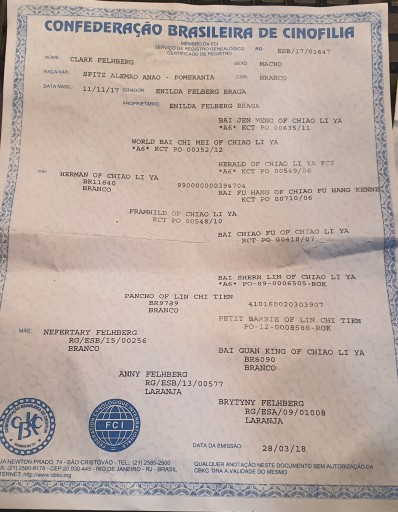 CONFEDERAÇÃO BRASILEIRA DE CINOFILIA
MEMBRO DA FCI
SERVIÇO DE REGISTRO GENEALÓGICO
CERTIFICADO DE REGISTRO
RG: ESB/17/01647
NOME: CLARK FELHBERG SEXO MACHO
RAÇA/VAR: SPITZ ALEMAO ANAO - POMERANIA COR: BRANCO
DATA NASC. 11/11/17 CRIADOR ENILDA FELBERG BRAGA
PROPRIETÁRIO: ENILDA FELBERG BRAGA
BAI JEN MENG OF CHIAO LI YA
*A6* KCT PO 00635/11
WORLD BAI CHI MEI OF CHIAO LI YA
*A6* KCT PO 00352/12
HERALD OF CHIAO LI YA FCI
*A6* KCT PO 00549/06
PAI: HERMAN OF CHIAO LI YA
BR11840
BRANCO
990000000394704
BAI FU HANG OF CHIAO FU HANG KENNE
KCT PO 00710/06
FRAMHILD OF CHIAO LI YA
KCT PO 00548/10
BAI CHIAO FU OF CHIAO LI YA
KCT PO 00418/07
BAI SHERN LIN OF CHIAO LI YA
*A6* PO-09-0006505-ROK
PANCHO OF LIN CHI TIEN
BR9789
BRANCO
410160020303907
PETIT BARBIE OF LIN CHI TIEN
PO-12-0008588-ROK
MÃE: NEFERTARY FELHBERG
RG/ESB/15/00256
BRANCO
BAI GUAN KING OF CHIAO LI YA
BR8090
BRANCO
ANNY FELHBERG
RG/ESB/13/00577
LARANJA
BRYTYNY FELHBERG
RG/ESA/09/01008
LARANJA
CBKC
FCI
DATA DA EMISSÃO 28/03/18
UA NEWTON PRADO, 74 - SÃO CRISTÓVÃO - TEL.: (21) 2585-2500
AX. (21) 2500-8178 - CEP 20.930-445 - RIO DE JANEIRO - RJ - BRASIL
TERNET: http://www.cbkc.org
QUALQUER ANOTAÇÃO NESTE DOCUMENTO SEM AUTORIZAÇÃO DA
CBKC TIRA A VALIDADE DO MESMO